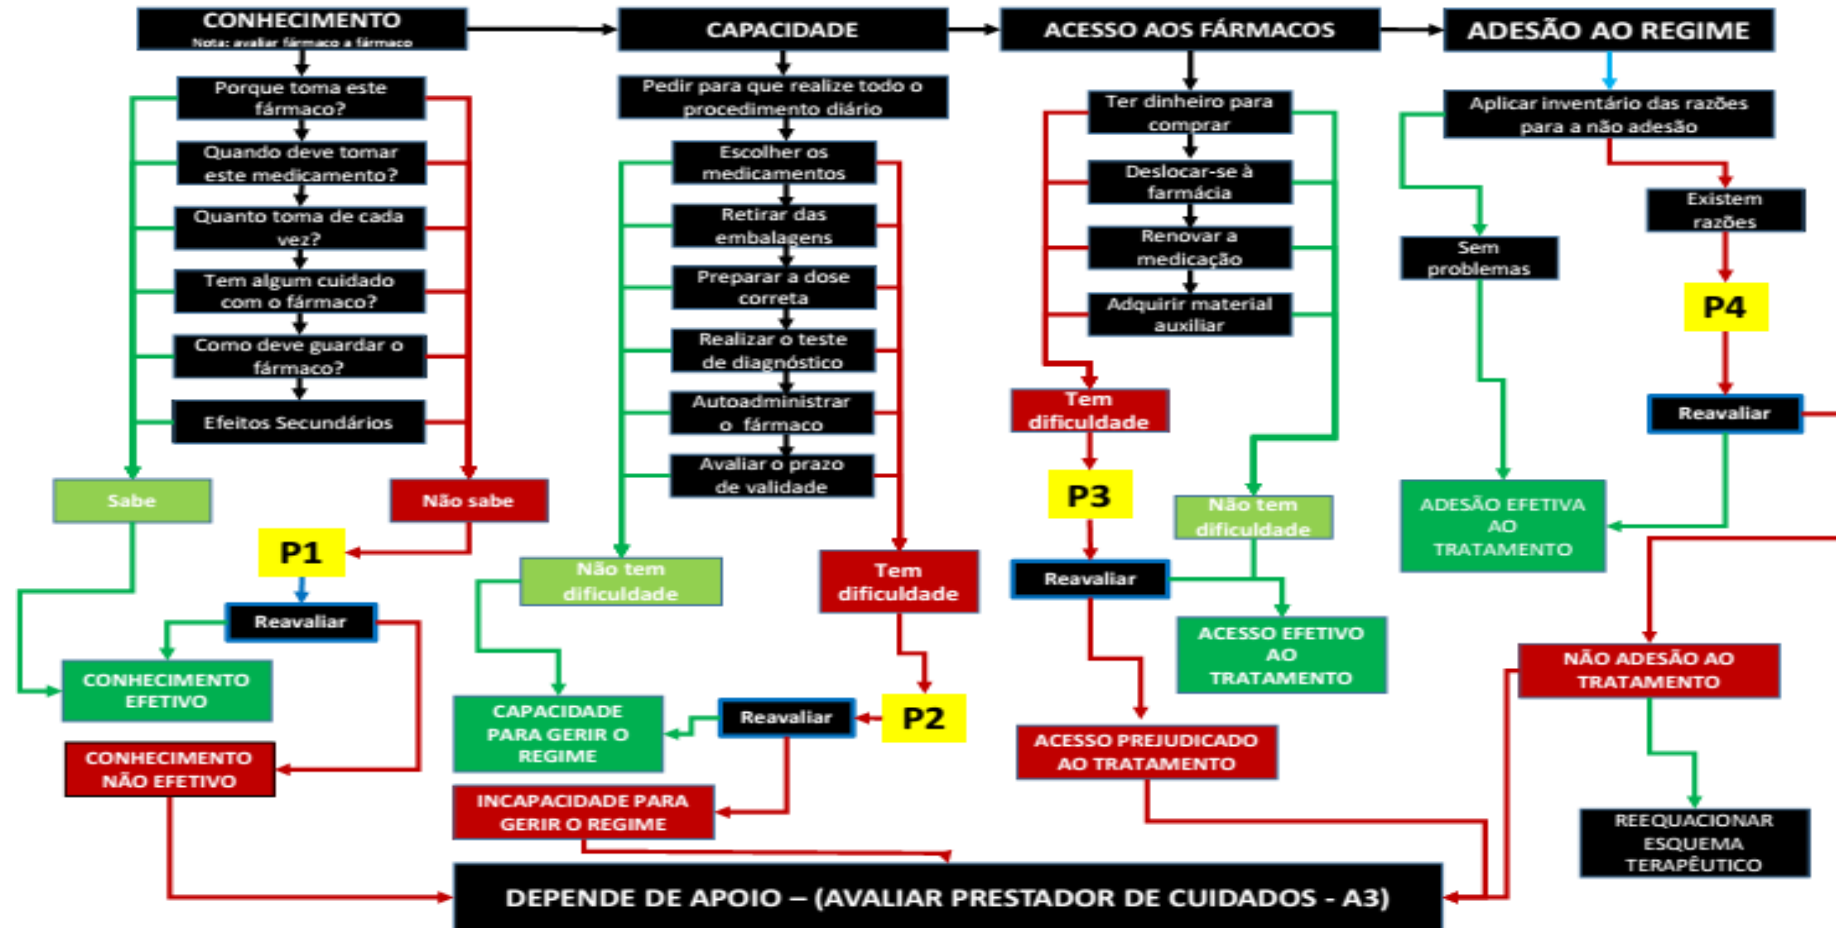 CONHECIMENTO
Nota: avaliar fármaco a fármaco
Porque toma este
fármaco?
Quando deve tomar
este medicamento?
Quanto toma de cada
vez?
Tem algum cuidado
com o fármaco?
Como deve guardar o
fármaco?
Efeitos Secundários
Sabe
Não sabe
P1
Reavaliar
CONHECIMENTO
EFETIVO
CONHECIMENTO
NÃO EFETIVO
CAPACIDADE
Pedir para que realize todo o
procedimento diário
Escolher os
medicamentos
Retirar das
embalagens
Preparar a dose
correta
Realizar o teste
de diagnóstico
Autoadministrar
o fármaco
Avaliar o prazo
de validade
Não tem
dificuldade
Tem
dificuldade
P2
Reavaliar
CAPACIDADE
PARA GERIR O
REGIME
INCAPACIDADE PARA
GERIR O REGIME
ACESSO AOS FÁRMACOS
Ter dinheiro para
comprar
Deslocar-se à
farmácia
Renovar a
medicação
Adquirir material
auxiliar
Tem
dificuldade
P3
Não tem
dificuldade
Reavaliar
ACESSO EFETIVO
AO
TRATAMENTO
ACESSO PREJUDICADO
AO TRATAMENTO
ADESÃO AO REGIME
Aplicar inventário das razões
para a não adesão
Existem
razões
Sem
problemas
P4
Reavaliar
ADESÃO EFETIVA
AO
TRATAMENTO
NÃO ADESÃO AO
TRATAMENTO
REEQUACIONAR
ESQUEMA
TERAPÊUTICO
DEPENDE DE APOIO – (AVALIAR PRESTADOR DE CUIDADOS - A3)